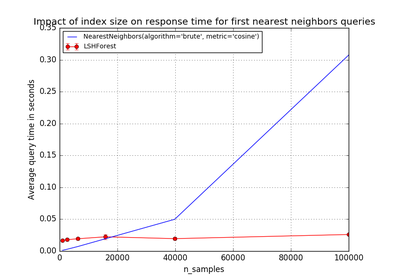 Impact of index size on response time for first nearest neighbors queries
0.35
NearestNeighbors(algorithm='brute', metric='cosine')
LSHForest
0.30
0.25
0.20
0.15
0.10
0.05
0.00
Average query time in seconds
0 20000 40000 60000 80000 100000
n_samples